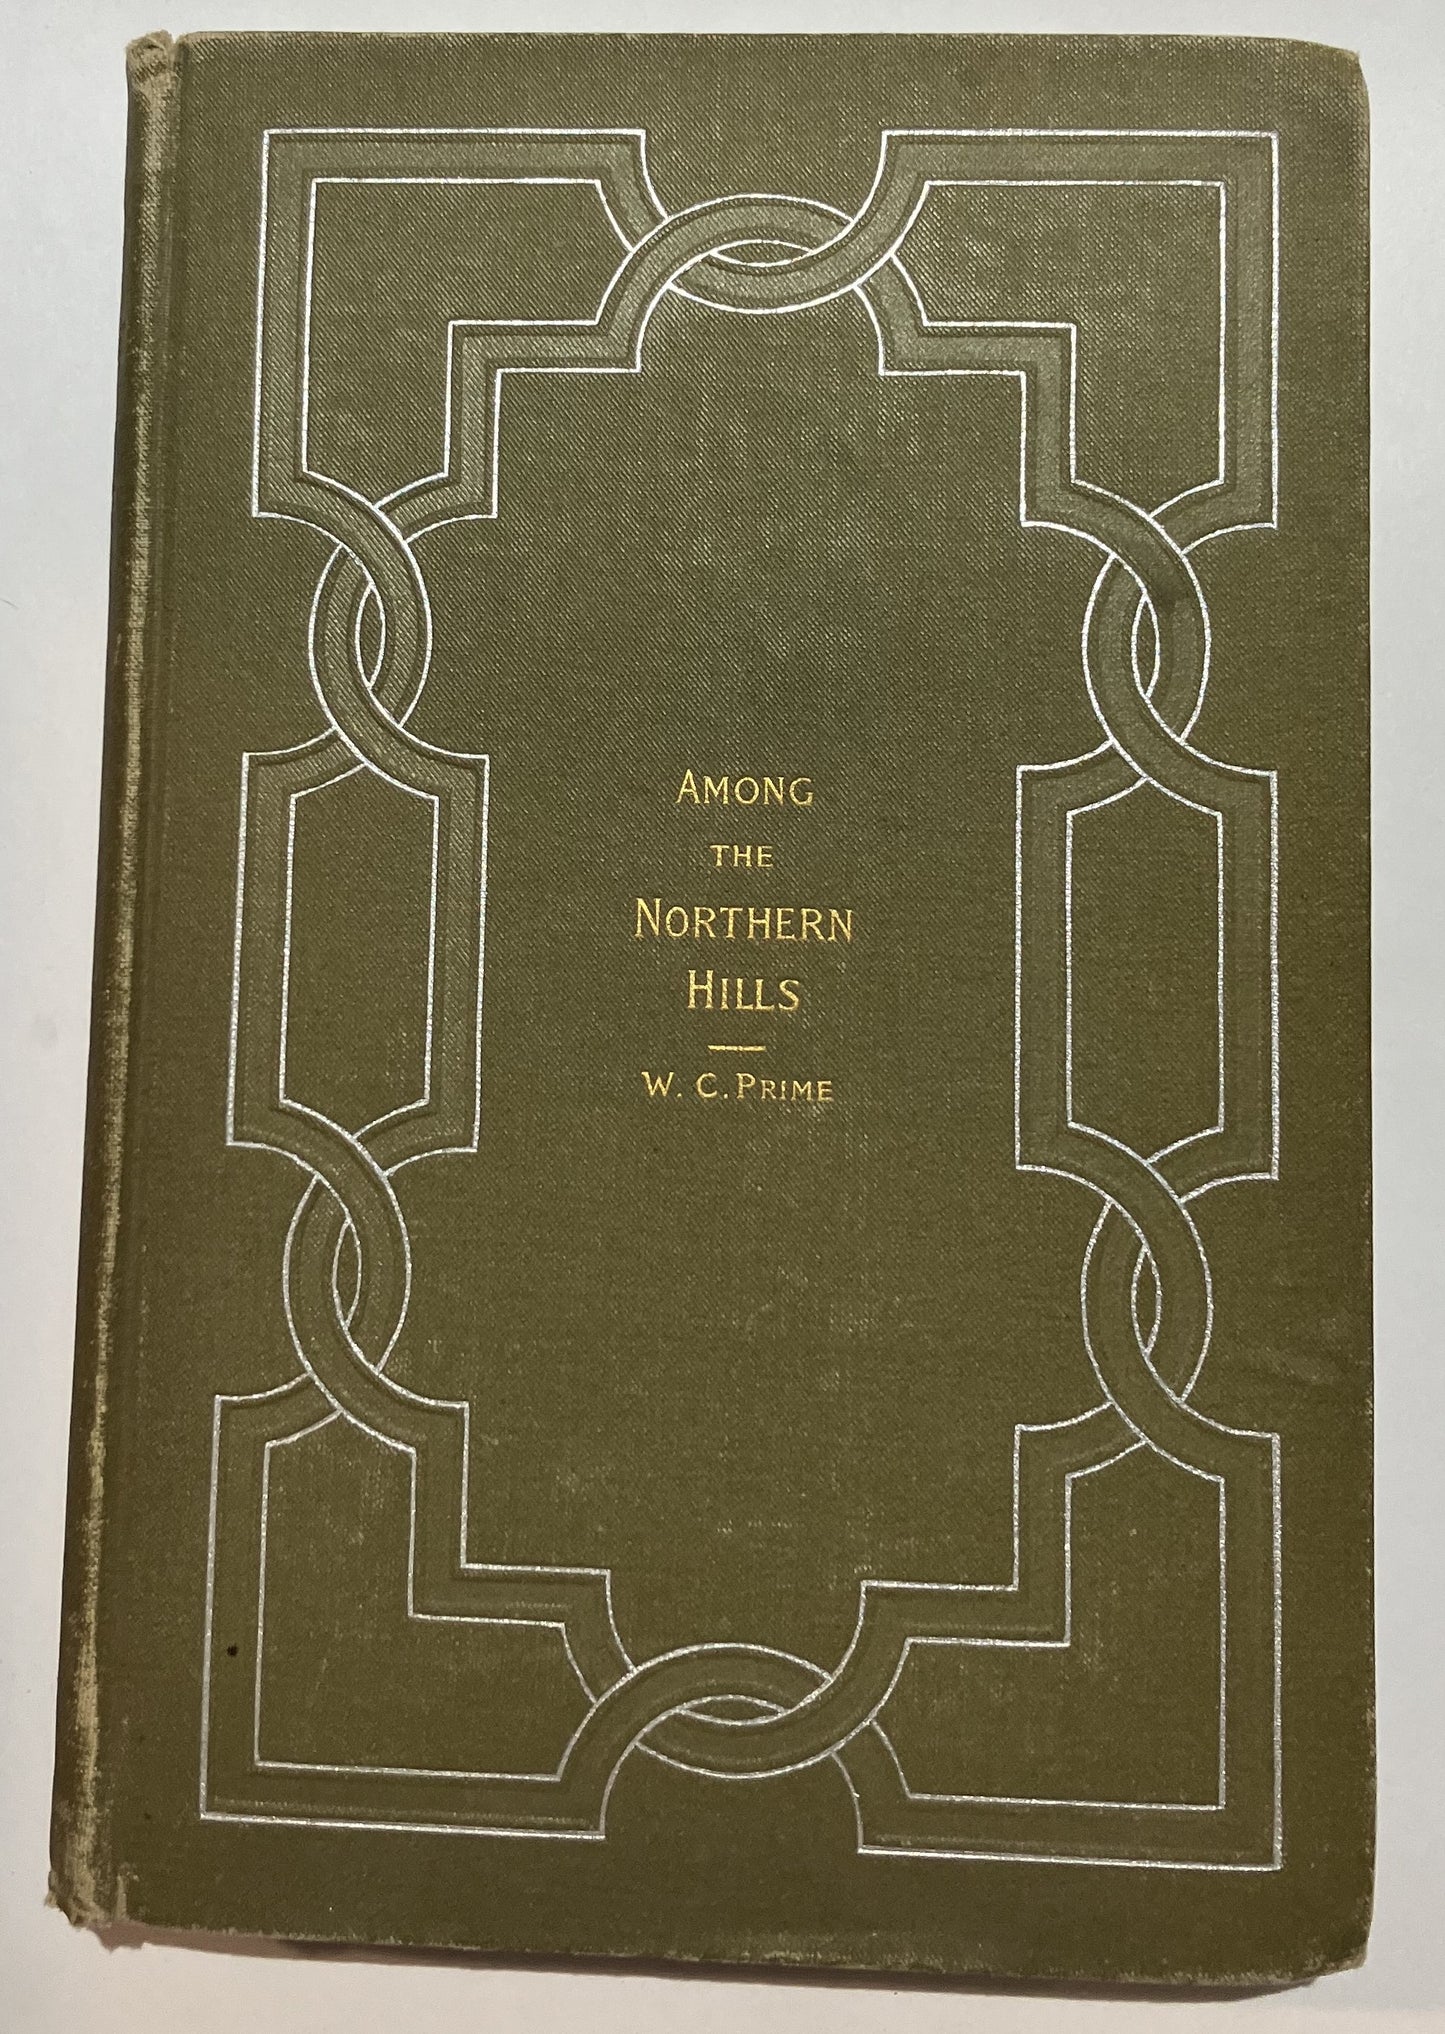 AMONG
THE
NORTHERN
HILLS
W. C. PRIME